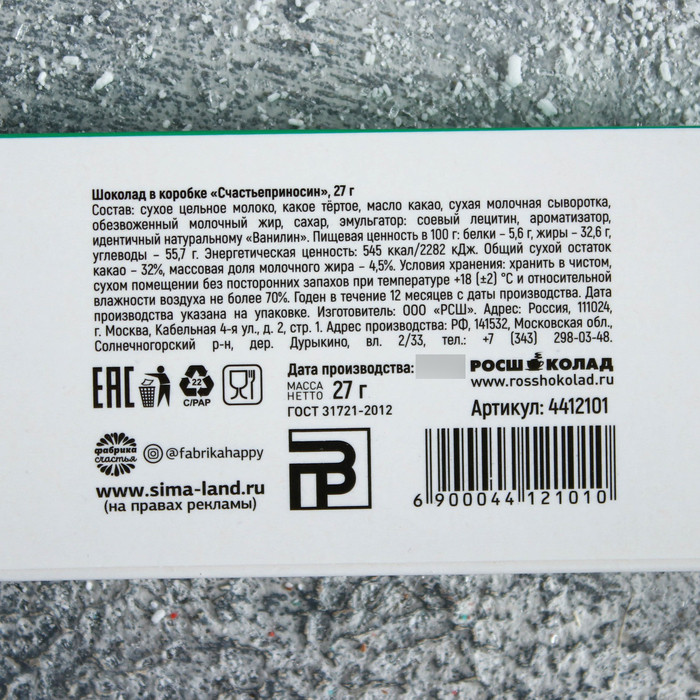 Шоколад в коробке «Счастьеприносин», 27 г
Состав: сухое цельное молоко, какое тёртое, масло какао, сухая молочная сыворотка,
обезвоженный молочный жир, сахар, эмульгатор: соевый лецитин, ароматизатор,
идентичный натуральному «Ванилин». Пищевая ценность в 100 г: белки – 5,6 г, жиры – 32,6 г,
углеводы – 55,7 г. Энергетическая ценность: 545 ккал/2282 кДж. Общий сухой остаток
какао – 32%, массовая доля молочного жира – 4,5%. Условия хранения: хранить в чистом,
сухом помещении без посторонних запахов при температуре +18 (±2) °С и относительной
влажности воздуха не более 70%. Годен в течение 12 месяцев с даты производства. Дата
производства указана на упаковке. Изготовитель: ООО «РСШ». Адрес: Россия, 111024,
г. Москва, Кабельная 4-я ул., д. 2, стр. 1. Адрес производства: РФ, 141532, Московская обл.,
Солнечногорский р-н, дер. Дурыкино, вл. 2/33, тел.: +7 (343) 298-03-48.
Дата производства:
РОСШОКОЛАД
www.rosshokolad.ru
EAC
22
C/PAP
МАССА
НЕТТО 27 г
ГОСТ 31721-2012
Артикул: 4412101
фабрика
счастья
@fabrikahappy
www.sima-land.ru
(на правах рекламы)
6 900044 121010